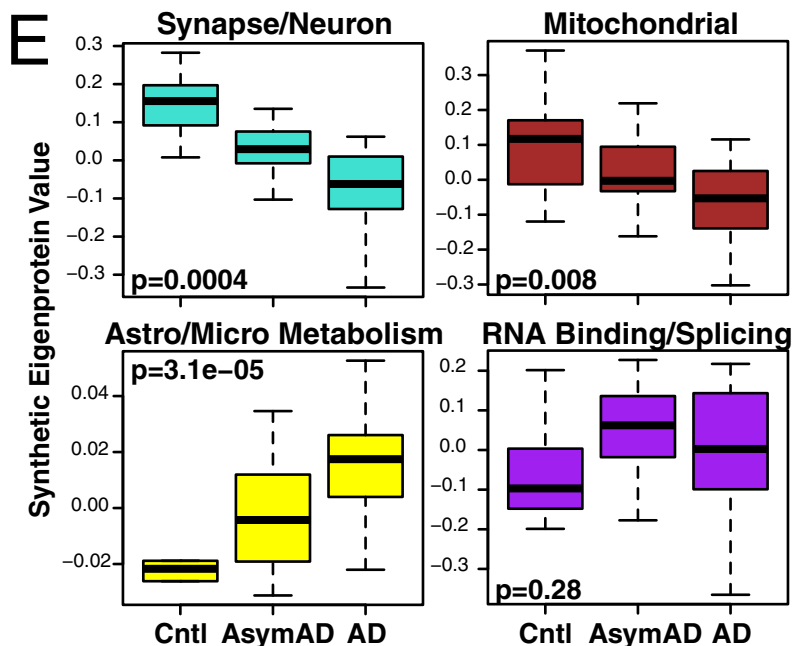 E
Synapse/Neuron
Mitochondrial
Synthetic Eigenprotein Value
0.3
0.2
0.1
0.0
−0.1
−0.2
−0.3
p=0.0004
0.3
0.2
0.1
0.0
−0.1
−0.2
−0.3
p=0.008
Astro/Micro Metabolism
RNA Binding/Splicing
p=3.1e−05
0.04
0.02
0.00
−0.02
0.2
0.1
0.0
−0.1
−0.2
−0.3
p=0.28
Cntl AsymAD AD
Cntl AsymAD AD